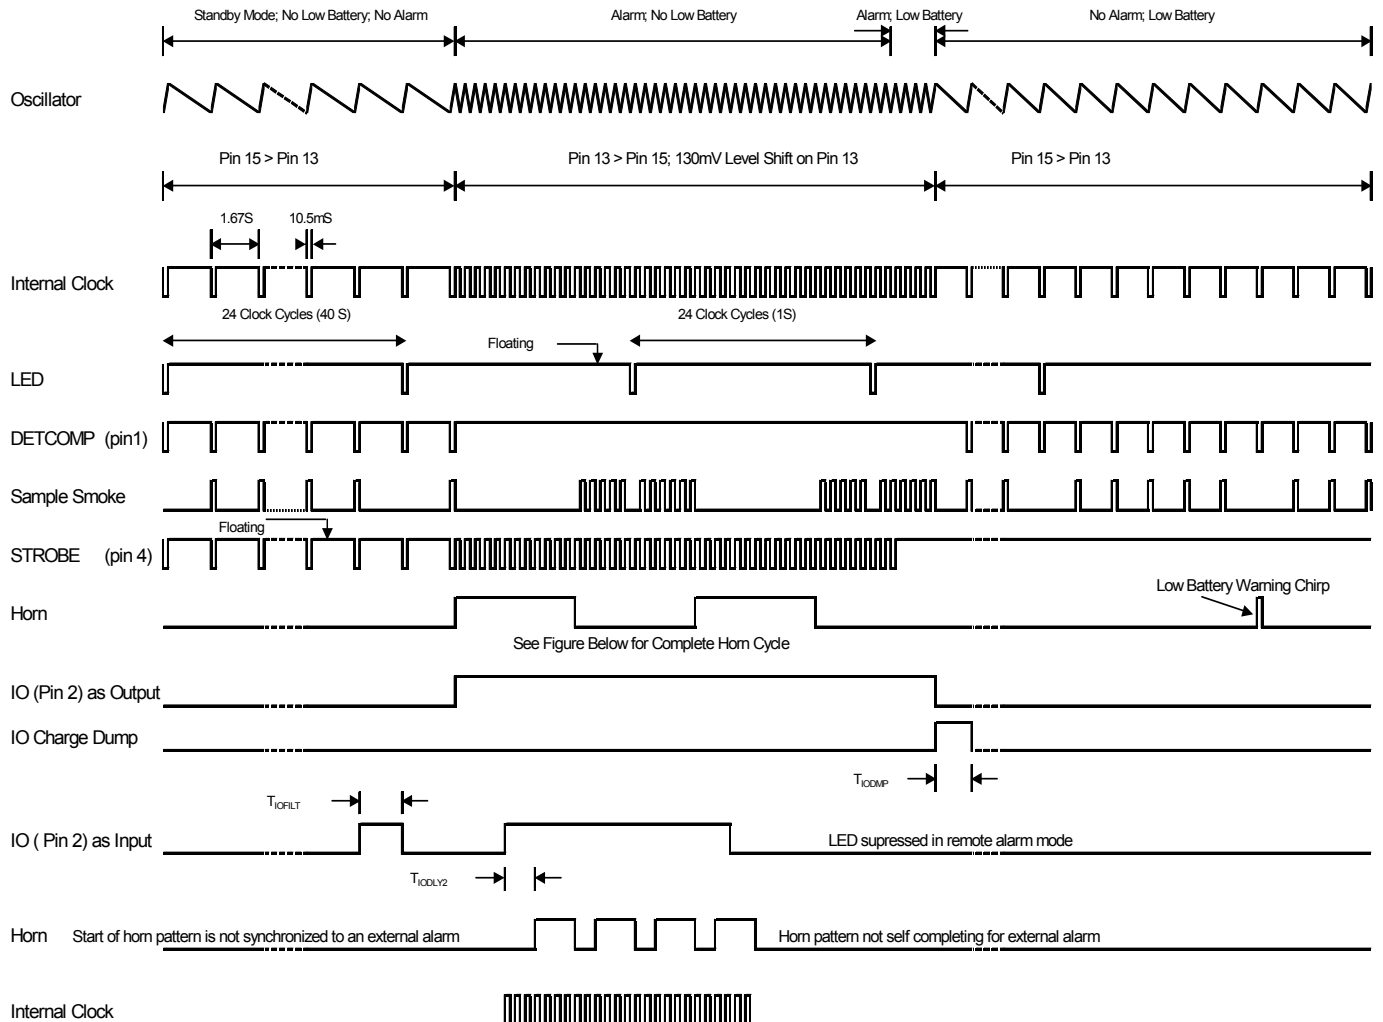 Standby Mode; No Low Battery; No Alarm
Alarm; No Low Battery
Alarm; Low Battery
No Alarm; Low Battery
Oscillator
Pin 15 > Pin 13
Pin 13 > Pin 15; 130mV Level Shift on Pin 13
Pin 15 > Pin 13
1.67S
10.5mS
Internal Clock
24 Clock Cycles (40 S)
24 Clock Cycles (1S)
Floating
LED
DETCOMP (pin1)
Sample Smoke
Floating
STROBE (pin 4)
Low Battery Warning Chirp
Horn
See Figure Below for Complete Horn Cycle
IO (Pin 2) as Output
IO Charge Dump
TIODMP
TIOFILT
IO ( Pin 2) as Input
LED supressed in remote alarm mode
TIODLY2
Horn
Start of horn pattern is not synchronized to an external alarm
Horn pattern not self completing for external alarm
Internal Clock